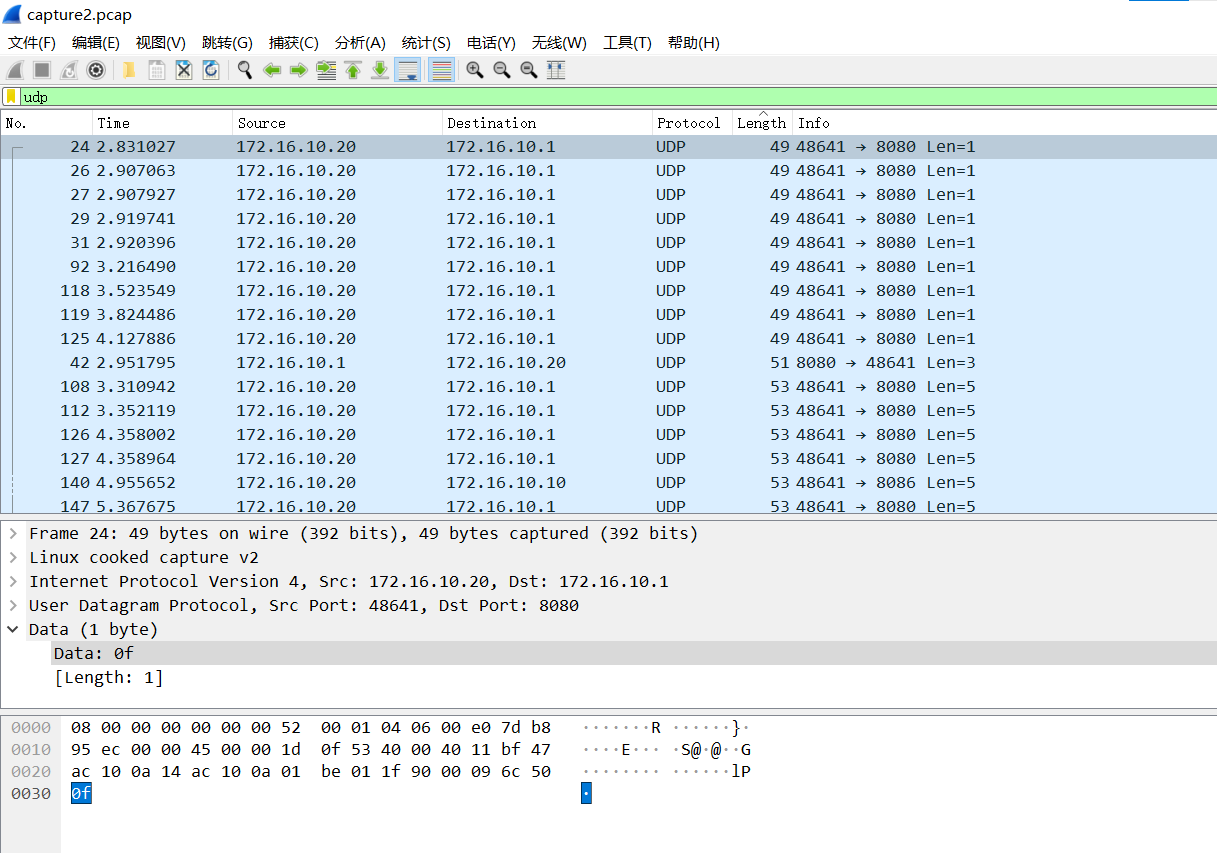 capture2.pcap
文件(F) 编辑(E) 视图(V) 跳转(G) 捕获(C) 分析(A) 统计(S) 电话(Y) 无线(W) 工具(T) 帮助(H)
udp
No. Time Source Destination Protocol Length Info
24 2.831027 172.16.10.20 172.16.10.1 UDP 49 48641 → 8080 Len=1
26 2.907063 172.16.10.20 172.16.10.1 UDP 49 48641 → 8080 Len=1
27 2.907927 172.16.10.20 172.16.10.1 UDP 49 48641 → 8080 Len=1
29 2.919741 172.16.10.20 172.16.10.1 UDP 49 48641 → 8080 Len=1
31 2.920396 172.16.10.20 172.16.10.1 UDP 49 48641 → 8080 Len=1
92 3.216490 172.16.10.20 172.16.10.1 UDP 49 48641 → 8080 Len=1
118 3.523549 172.16.10.20 172.16.10.1 UDP 49 48641 → 8080 Len=1
119 3.824486 172.16.10.20 172.16.10.1 UDP 49 48641 → 8080 Len=1
125 4.127886 172.16.10.20 172.16.10.1 UDP 49 48641 → 8080 Len=1
42 2.951795 172.16.10.1 172.16.10.20 UDP 51 8080 → 48641 Len=3
108 3.310942 172.16.10.20 172.16.10.1 UDP 53 48641 → 8080 Len=5
112 3.352119 172.16.10.20 172.16.10.1 UDP 53 48641 → 8080 Len=5
126 4.358002 172.16.10.20 172.16.10.1 UDP 53 48641 → 8080 Len=5
127 4.358964 172.16.10.20 172.16.10.1 UDP 53 48641 → 8080 Len=5
140 4.955652 172.16.10.20 172.16.10.10 UDP 53 48641 → 8086 Len=5
147 5.367675 172.16.10.20 172.16.10.1 UDP 53 48641 → 8080 Len=5
Frame 24: 49 bytes on wire (392 bits), 49 bytes captured (392 bits)
Linux cooked capture v2
Internet Protocol Version 4, Src: 172.16.10.20, Dst: 172.16.10.1
User Datagram Protocol, Src Port: 48641, Dst Port: 8080
Data (1 byte)
Data: 0f
[Length: 1]
0000 08 00 00 00 00 00 00 52 00 01 04 06 00 e0 7d b8 ·······R ······}·
0010 95 ec 00 00 45 00 00 1d 0f 53 40 00 40 11 bf 47 ····E··· ·S@·@··G
0020 ac 10 0a 14 ac 10 0a 01 be 01 1f 90 00 09 6c 50 ········ ······lP
0030 0f ·